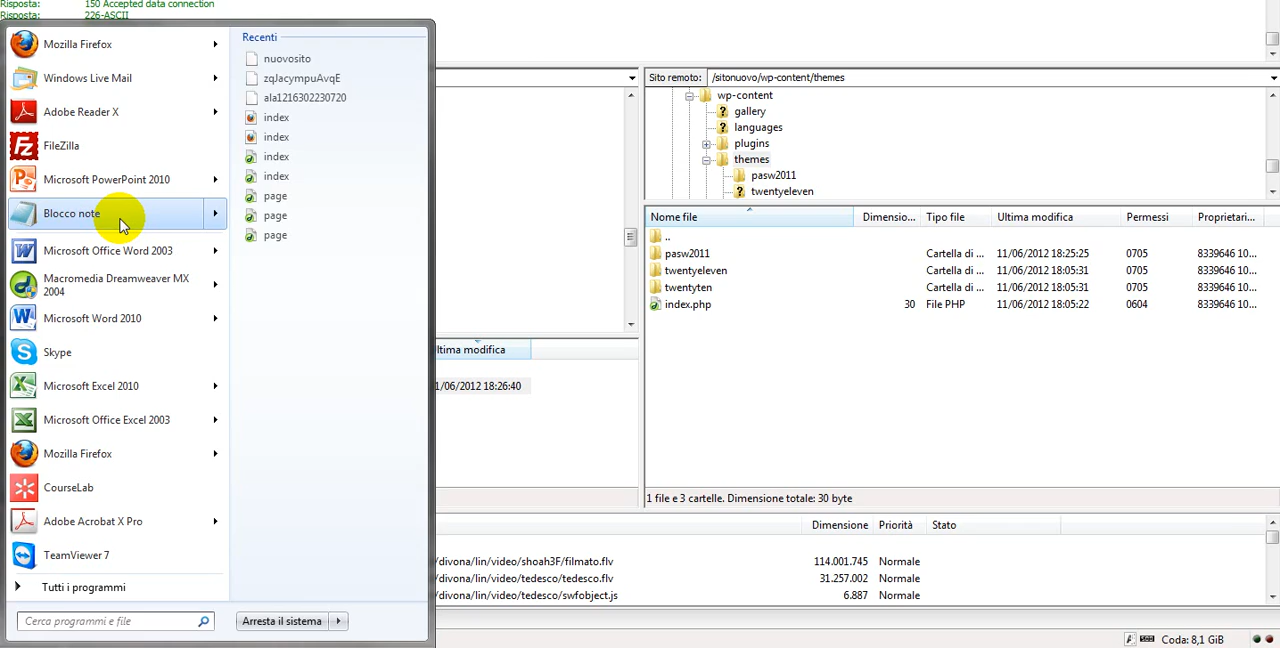 Risposta: 150 Accepted data connection
Risposta: 226-ASCII
Mozilla Firefox
Windows Live Mail
Adobe Reader X
FileZilla
Microsoft PowerPoint 2010
Blocco note
Microsoft Office Word 2003
Macromedia Dreamweaver MX
2004
Microsoft Word 2010
Skype
Microsoft Excel 2010
Microsoft Office Excel 2003
Mozilla Firefox
CourseLab
Adobe Acrobat X Pro
TeamViewer 7
Tutti i programmi
Cerca programmi e file
Recenti
nuovosito
zqJacympuAvqE
ala1216302230720
index
index
index
index
page
page
page
Arresta il sistema
ltima modifica
1/06/2012 18:26:40
Sito remoto: /sitonuovo/wp-content/themes
wp-content
gallery
languages
plugins
themes
pasw2011
twentyeleven
Nome file Dimensio... Tipo file Ultima modifica Permessi Proprietari...
..
pasw2011 Cartella di ... 11/06/2012 18:25:25 0705 8339646 10...
twentyeleven Cartella di ... 11/06/2012 18:05:31 0705 8339646 10...
twentyten Cartella di ... 11/06/2012 18:05:31 0705 8339646 10...
index.php 30 File PHP 11/06/2012 18:05:22 0604 8339646 10...
1 file e 3 cartelle. Dimensione totale: 30 byte
Dimensione Priorità Stato
/divona/lin/video/shoah3F/filmato.flv 114.001.745 Normale
/divona/lin/video/tedesco/tedesco.flv 31.257.002 Normale
/divona/lin/video/tedesco/swfobject.js 6.887 Normale
Coda: 8,1 GiB